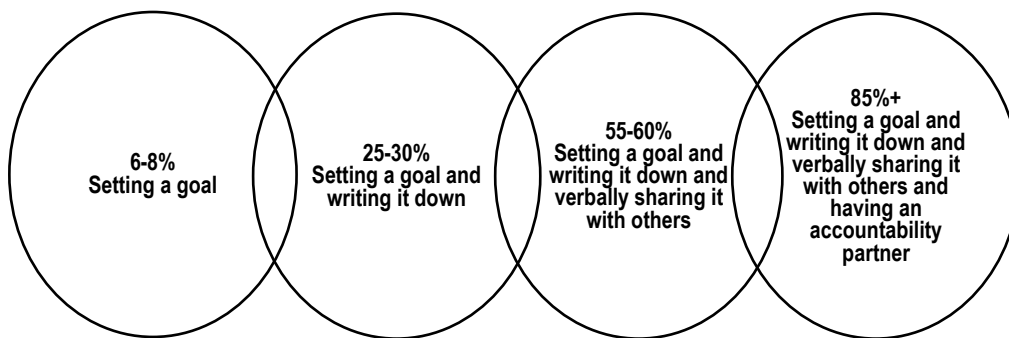 6-8%
Setting a goal
25-30%
Setting a goal and
writing it down
55-60%
Setting a goal and
writing it down and
verbally sharing it
with others
85%+
Setting a goal and
writing it down and
verbally sharing it
with others and
having an
accountability
partner